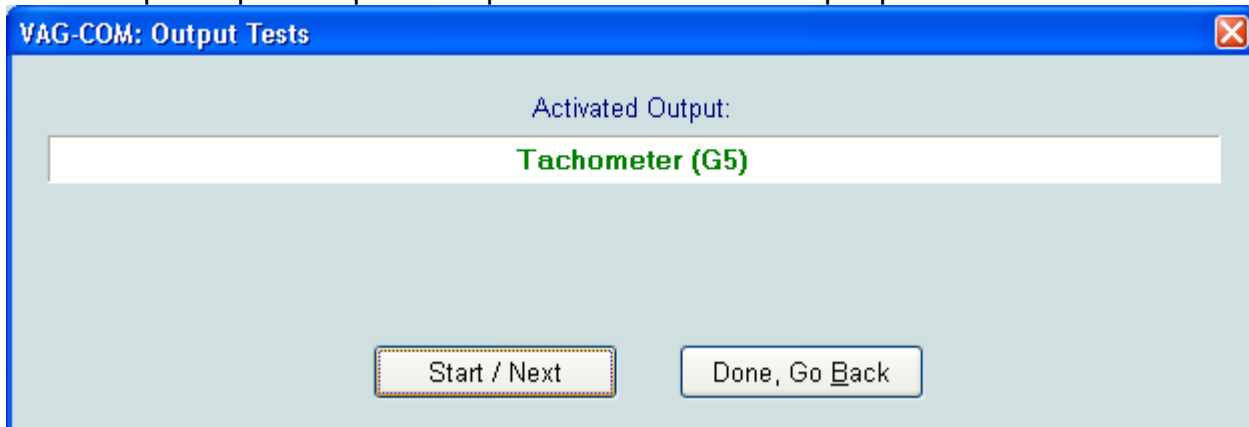 VAG-COM: Output Tests
Activated Output:
Tachometer (G5)
Start / Next
Done, Go Back